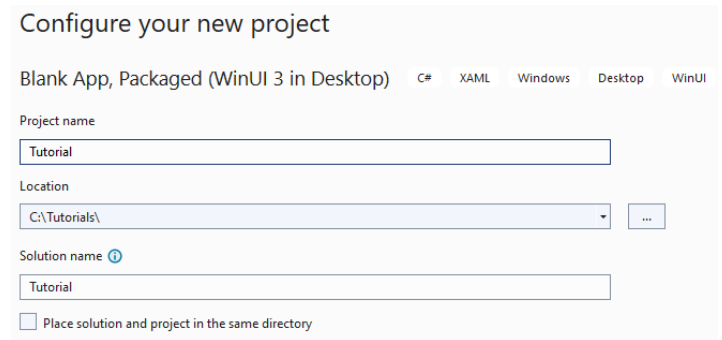 Configure your new project
Blank App, Packaged (WinUI 3 in Desktop) C# XAML Windows Desktop WinUI
Project name
Tutorial
Location
C:\Tutorials\
...
Solution name
Tutorial
Place solution and project in the same directory